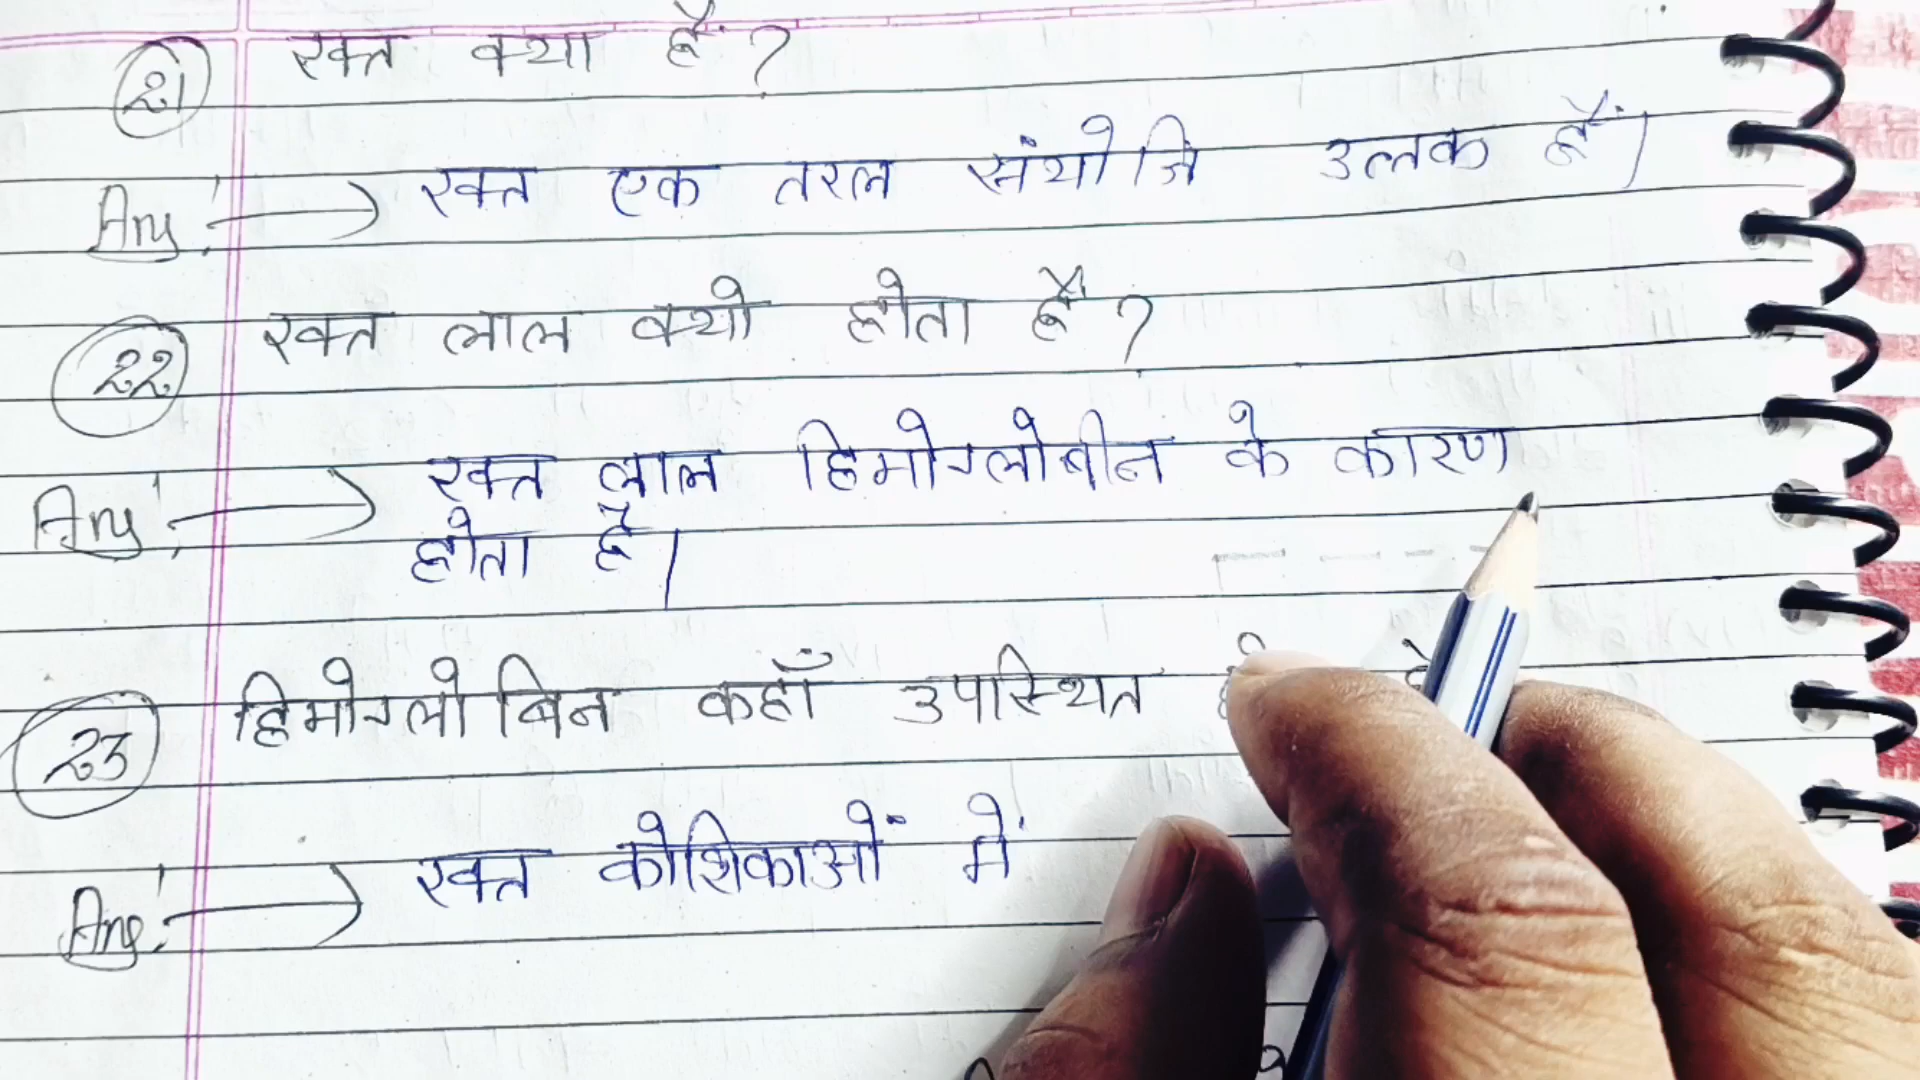 21 रक्त क्या है ?
Ans! रक्त एक तरल संयोजि उत्तक हैं।
22 रक्त लाल क्यो होता है ?
Ans! रक्त लाल हिमोग्लोबीन के कारण
होता है।
23 हिमोग्लोबिन कहाँ उपस्थित
Ans! रक्त कोशिकाओं में